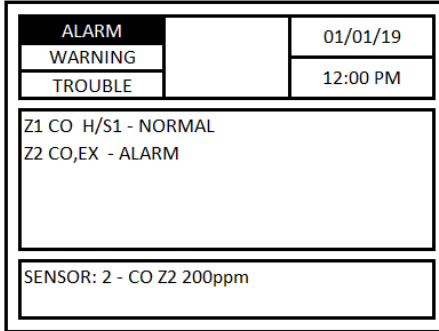 ALARM
WARNING
TROUBLE
01/01/19
12:00 PM
Z1 CO H/S1 - NORMAL
Z2 CO,EX - ALARM
SENSOR: 2 - CO Z2 200ppm